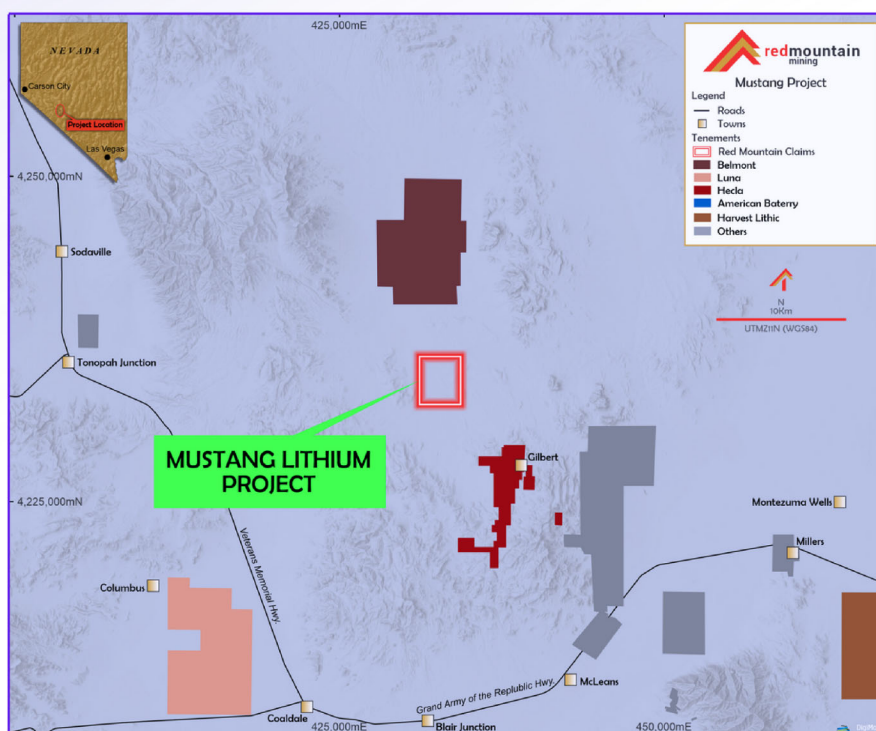 425,000mE
NEVADA
Carson City
Project Location
Las Vegas
redmountain
mining
Mustang Project
Legend
Roads
Towns
Tenements
Red Mountain Claims
Belmont
Luna
Hecla
American Baterry
Harvest Lithic
Others
4,250,000mN
Sodaville
N
10Km
UTMZ11N (WGS84)
Tonopah Junction
MUSTANG LITHIUM
PROJECT
Gilbert
4,225,000mN
Montezuma Wells
Veterans Memorial Hwy.
Millers
Columbus
McLeans
Grand Army of the Replublic Hwy.
Coaldale
425,000mE
Blair Junction
450,000mE